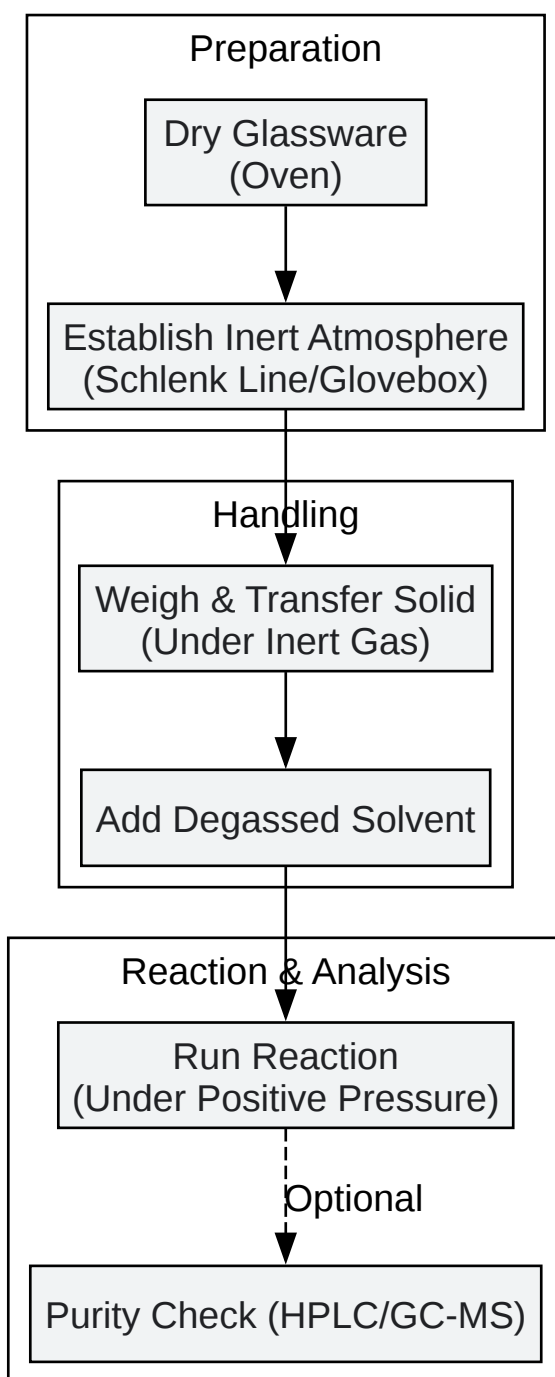 Preparation
Dry Glassware
(Oven)
Establish Inert Atmosphere
(Schlenk Line/Glovebox)
Handling
Weigh & Transfer Solid
(Under Inert Gas)
Add Degassed Solvent
Reaction & Analysis
Run Reaction
(Under Positive Pressure)
Optional
Purity Check (HPLC/GC-MS)